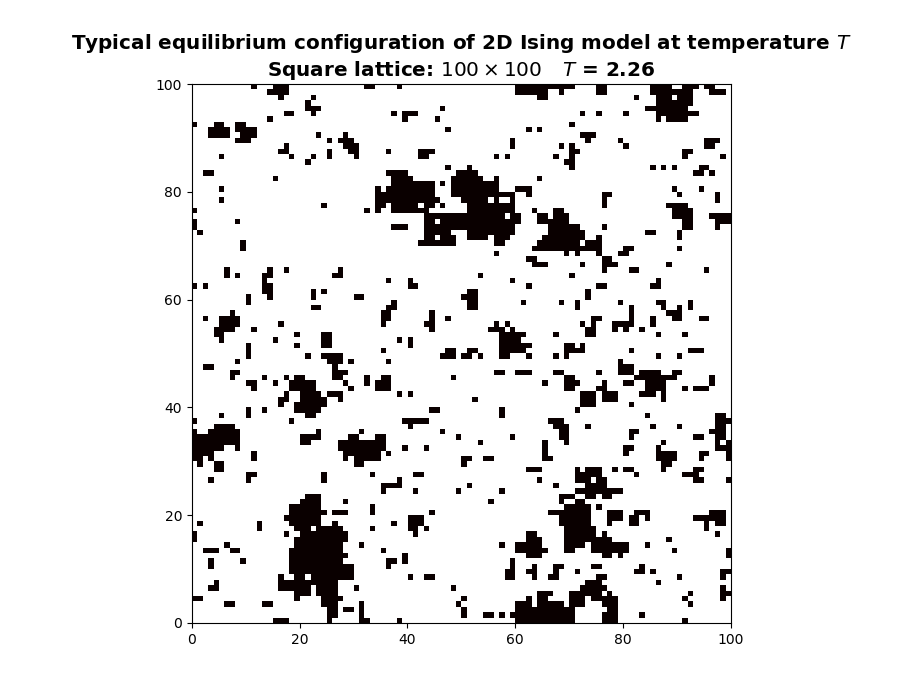 Typical equilibrium configuration of 2D Ising model at temperature T
Square lattice: 100 × 100 T = 2.26
100
80
60
40
20
0
0 20 40 60 80 100